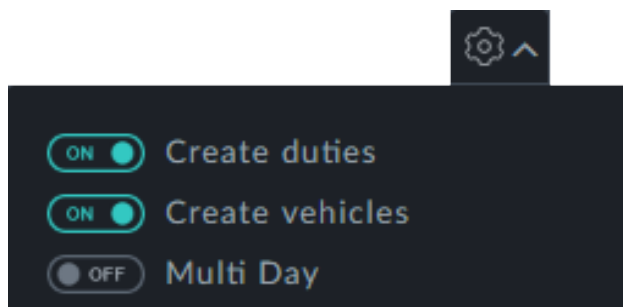 ON Create duties
ON Create vehicles
OFF Multi Day